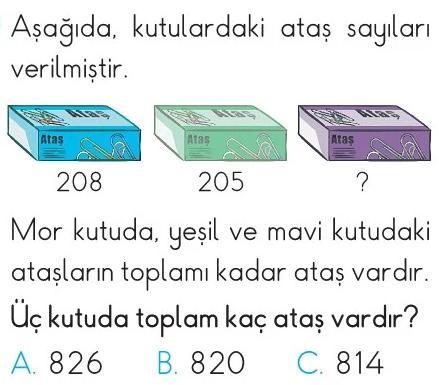 Aşağıda, kutulardaki ataş sayıları
verilmiştir.
Ataş Ataş Ataş
Ataş Ataş Ataş
208 205 ?
Mor kutuda, yeşil ve mavi kutudaki
ataşların toplamı kadar ataş vardır.
Üç kutuda toplam kaç ataş vardır?
A. 826 B. 820 C. 814